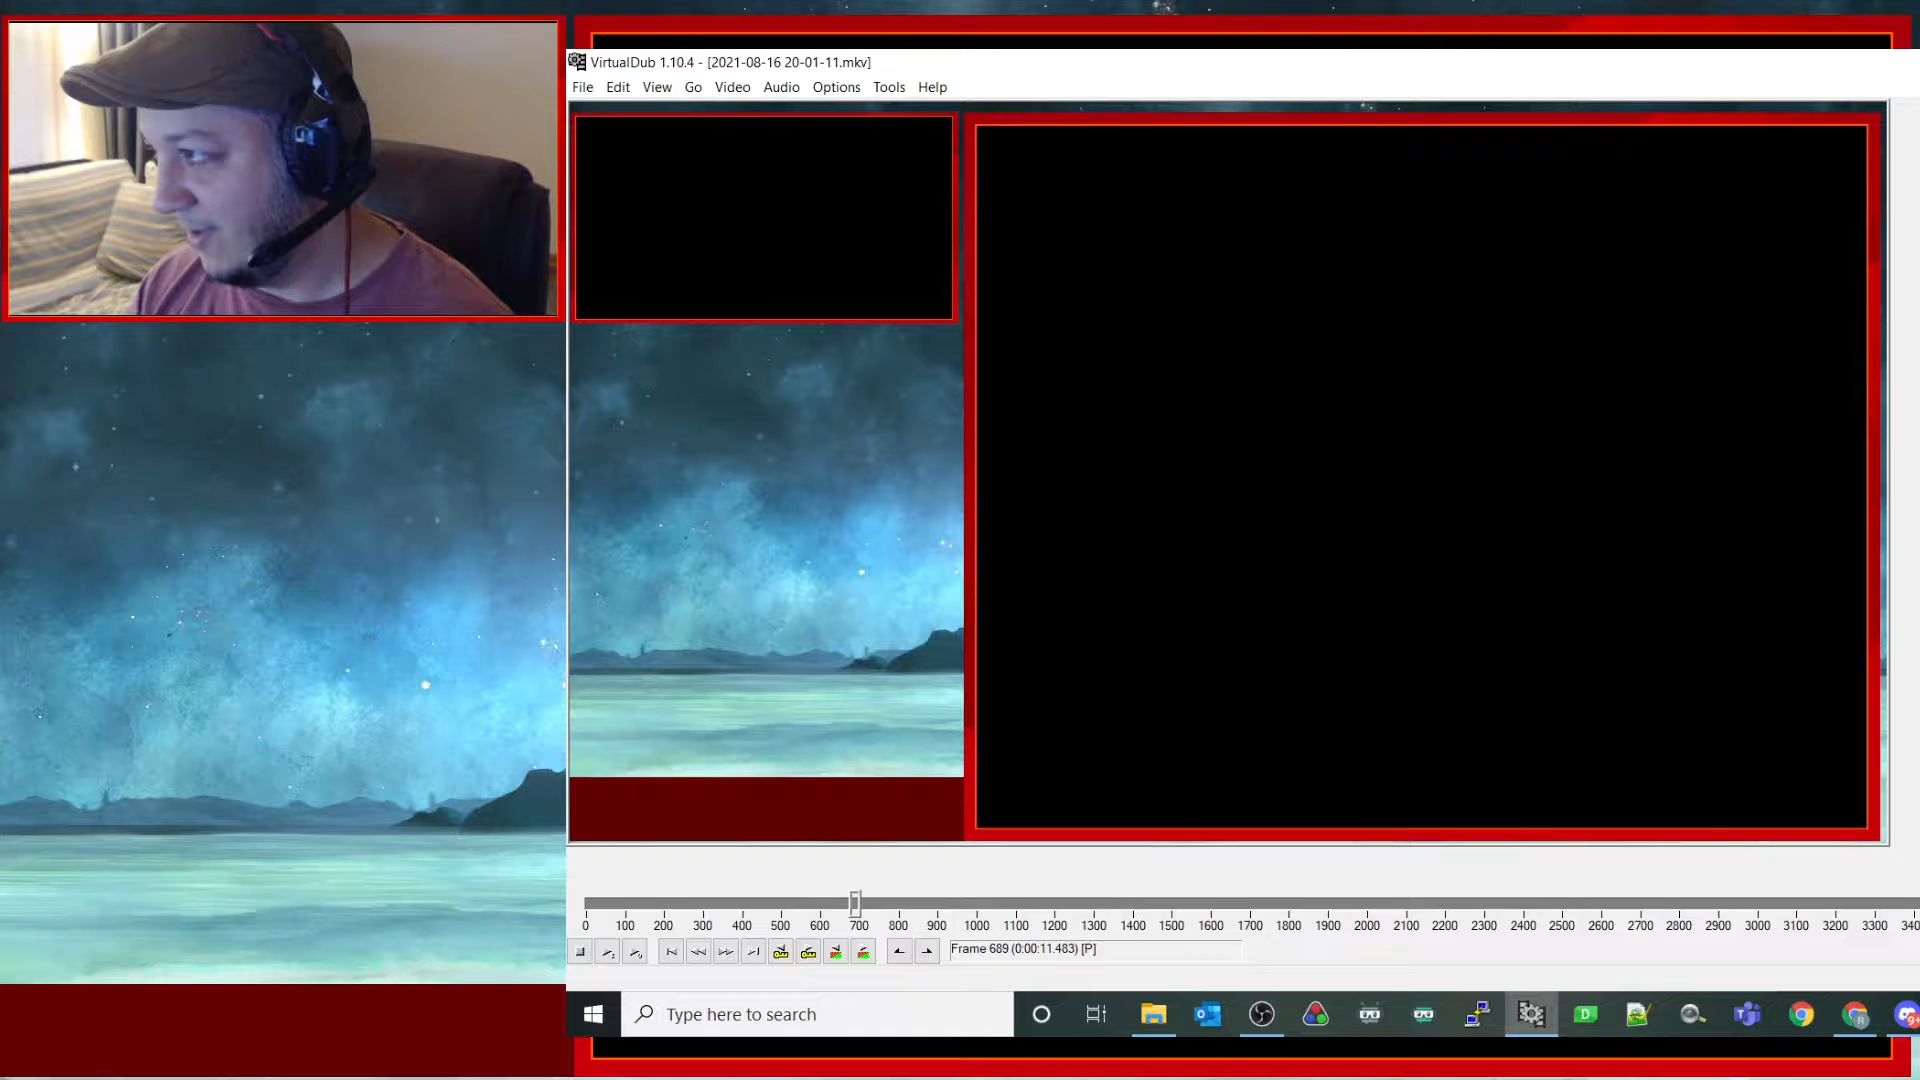 VirtualDub 1.10.4 - [2021-08-16 20-01-11.mkv]
File Edit View Go Video Audio Options Tools Help
0 100 200 300 400 500 600 700 800 900 1000 1100 1200 1300 1400 1500 1600 1700 1800 1900 2000 2100 2200 2300 2400 2500 2600 2700 2800 2900 3000 3100 3200 3300 340
Frame 689 (0:00:11.483) [P]
Type here to search
D
R
9+